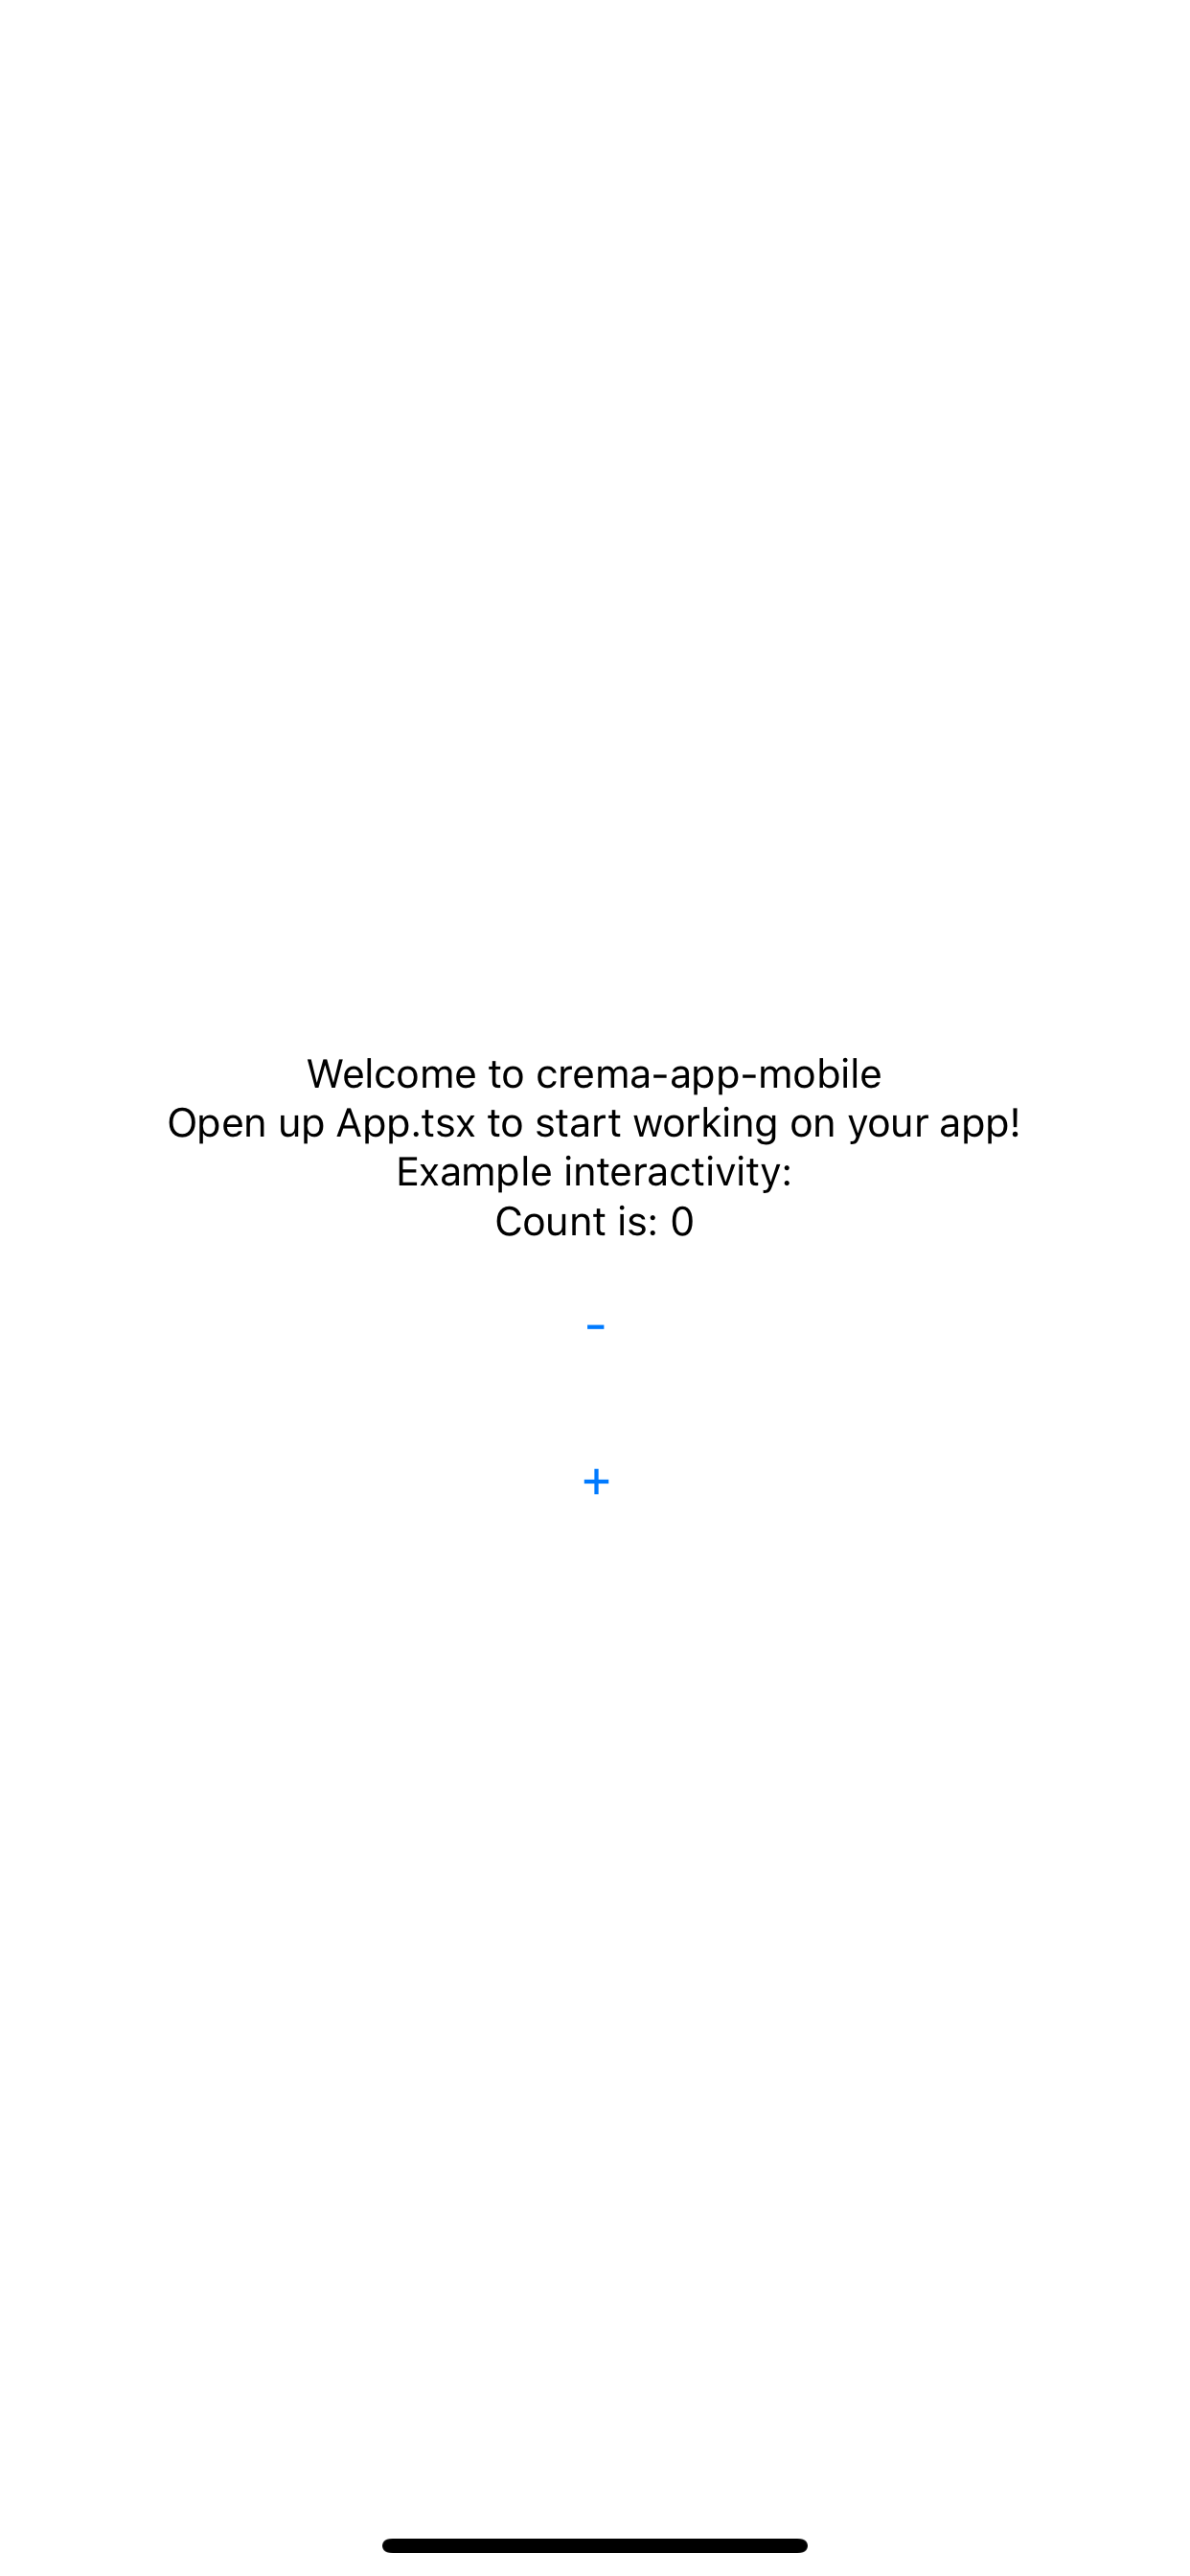 Welcome to crema-app-mobile
Open up App.tsx to start working on your app!
Example interactivity:
Count is: 0
-
+